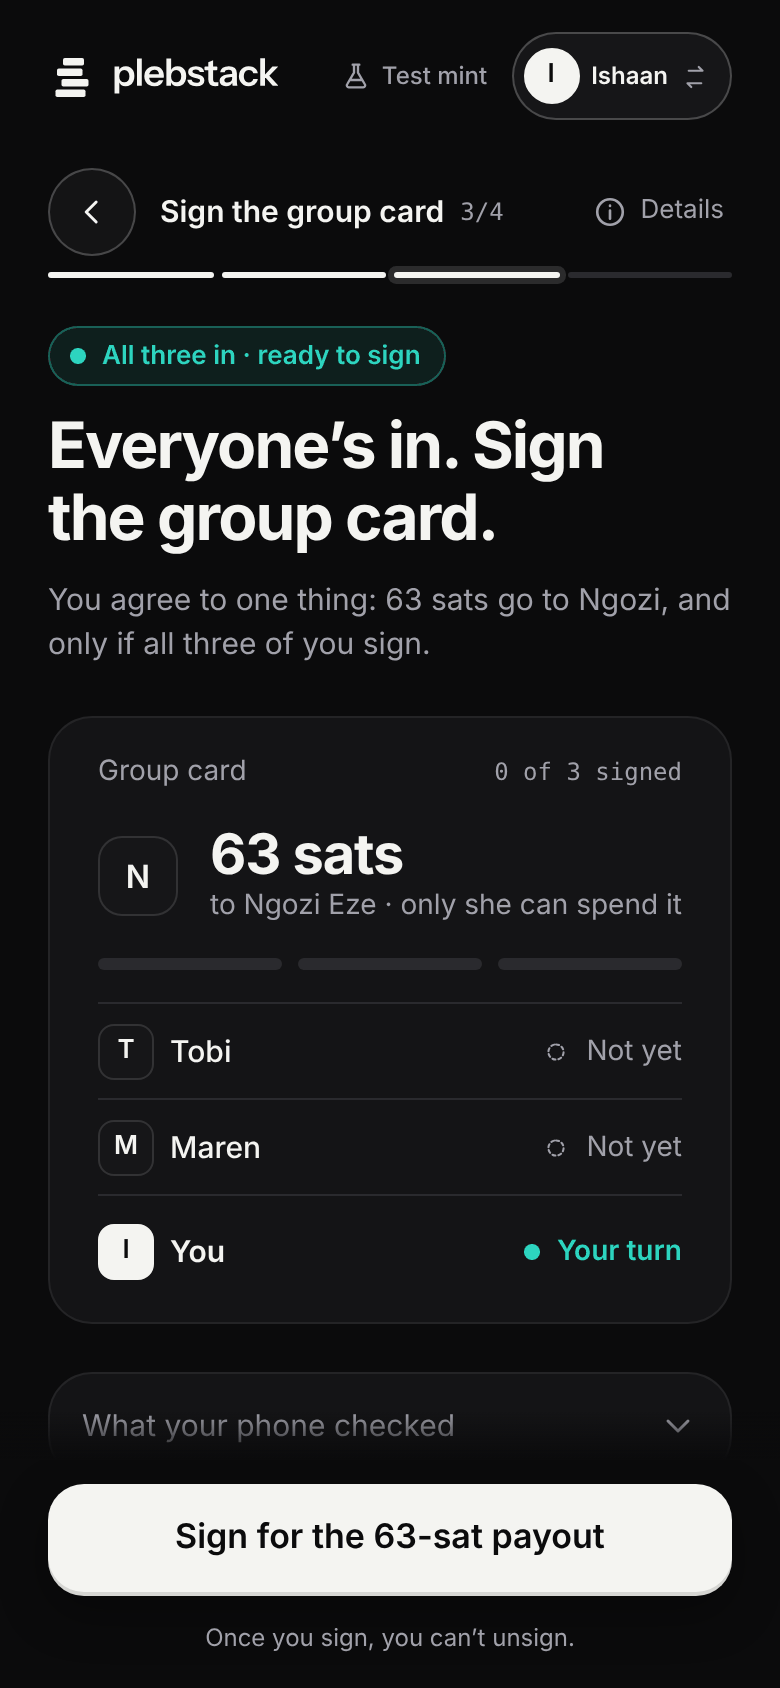 plebstack
Test mint
I
Ishaan
Sign the group card 3/4
Details
All three in · ready to sign
Everyone’s in. Sign
the group card.
You agree to one thing: 63 sats go to Ngozi, and
only if all three of you sign.
Group card
0 of 3 signed
N
63 sats
to Ngozi Eze · only she can spend it
T
Tobi
Not yet
M
Maren
Not yet
I
You
Your turn
What your phone checked
Sign for the 63-sat payout
Once you sign, you can’t unsign.